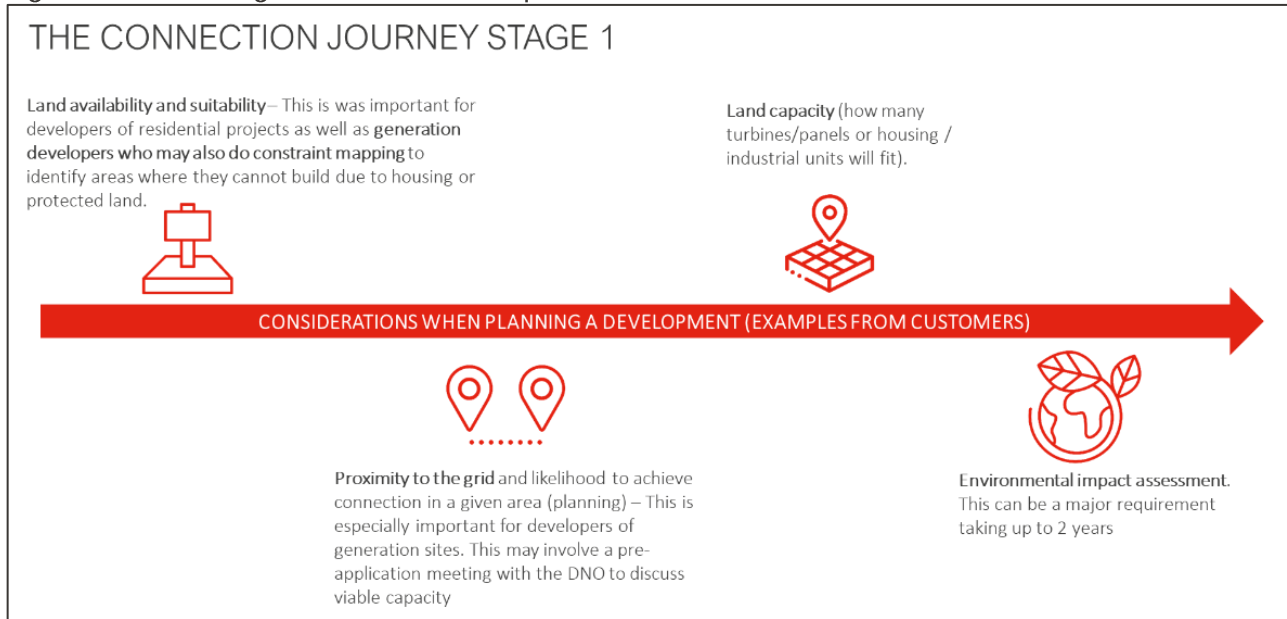 THE CONNECTION JOURNEY STAGE 1
Land availability and suitability – This is was important for
developers of residential projects as well as generation
developers who may also do constraint mapping to
identify areas where they cannot build due to housing or
protected land.
Land capacity (how many
turbines/panels or housing /
industrial units will fit).
CONSIDERATIONS WHEN PLANNING A DEVELOPMENT (EXAMPLES FROM CUSTOMERS)
Proximity to the grid and likelihood to achieve
connection in a given area (planning) – This is
especially important for developers of
generation sites. This may involve a pre-
application meeting with the DNO to discuss
viable capacity
Environmental impact assessment.
This can be a major requirement
taking up to 2 years